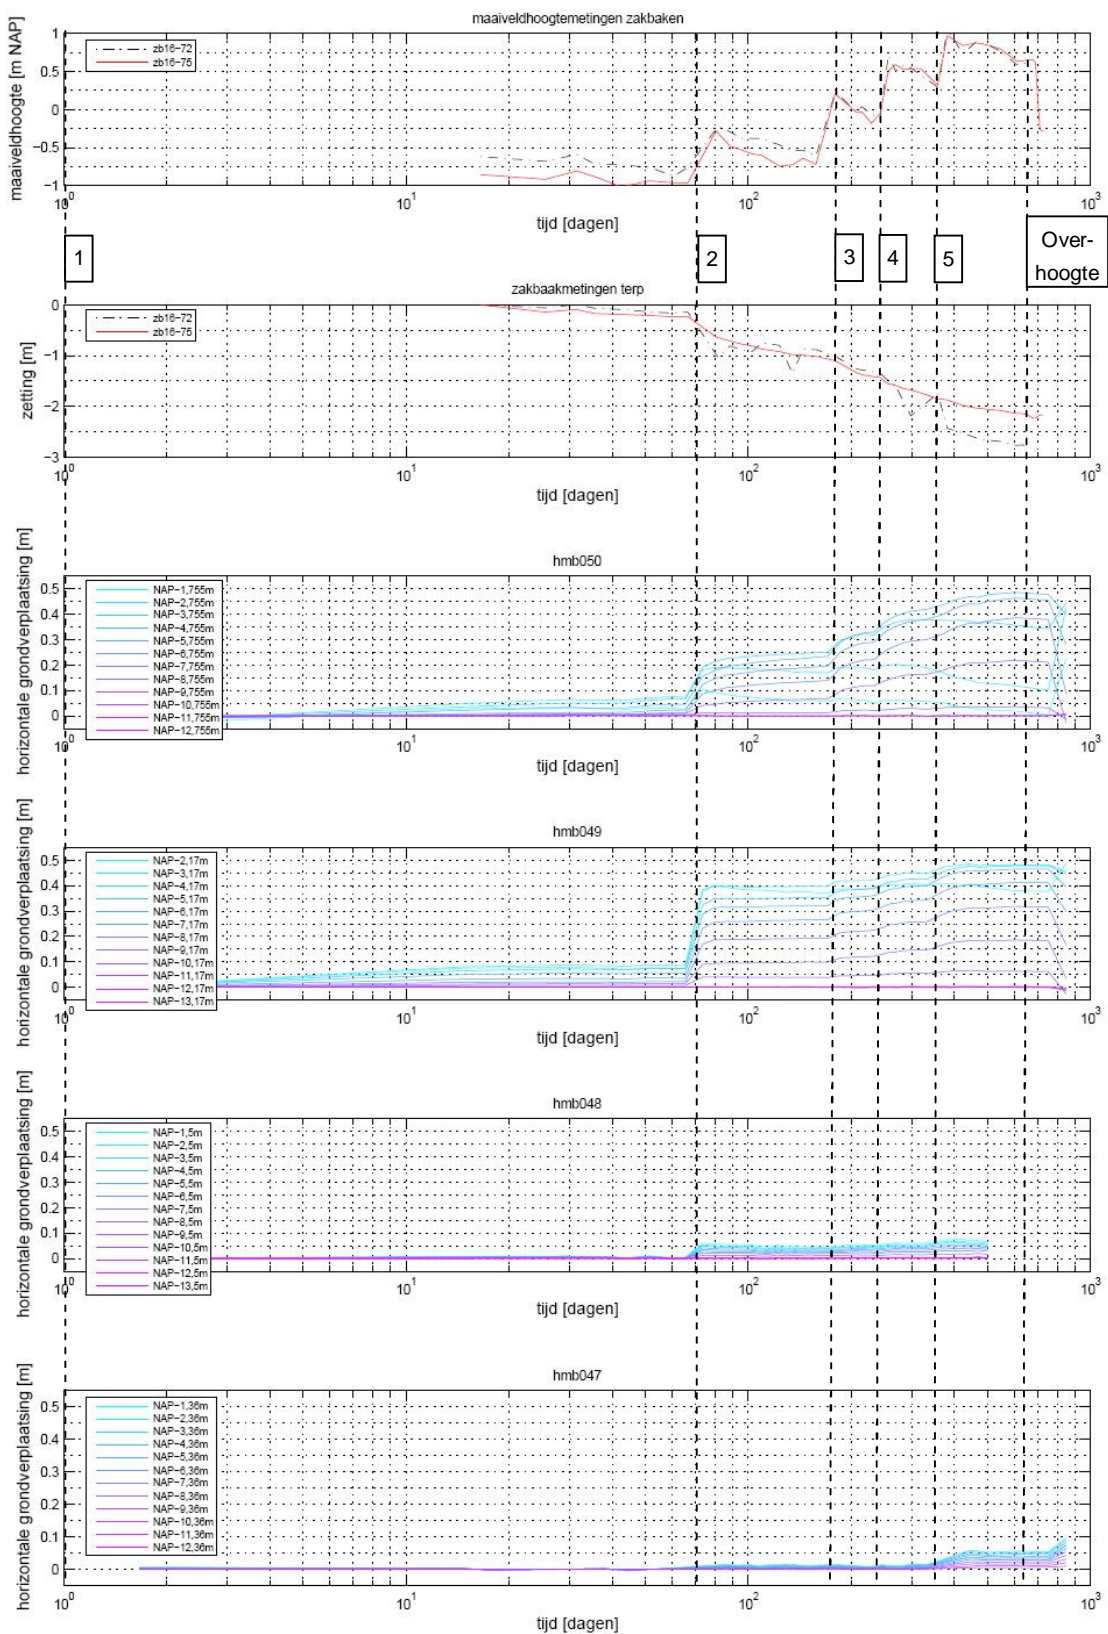 maaiveldhoogtemetingen zakbaken
maaiveldhoogte [m NAP]
1
0.5
0
−0.5
−1
zb16−72
zb16−75
10^0 10^1 10^2 10^3
tijd [dagen]
1 2 3 4 5 Over-
hoogte
zakbaakmetingen terp
zetting [m]
0
−1
−2
−3
zb16−72
zb16−75
10^0 10^1 10^2 10^3
tijd [dagen]
hmb050
horizontale grondverplaatsing [m]
0.5
0.4
0.3
0.2
0.1
0
NAP−1,755m
NAP−2,755m
NAP−3,755m
NAP−4,755m
NAP−5,755m
NAP−6,755m
NAP−7,755m
NAP−8,755m
NAP−9,755m
NAP−10,755m
NAP−11,755m
NAP−12,755m
10^0 10^1 10^2 10^3
tijd [dagen]
hmb049
horizontale grondverplaatsing [m]
0.5
0.4
0.3
0.2
0.1
0
NAP−2,17m
NAP−3,17m
NAP−4,17m
NAP−5,17m
NAP−6,17m
NAP−7,17m
NAP−8,17m
NAP−9,17m
NAP−10,17m
NAP−11,17m
NAP−12,17m
NAP−13,17m
10^0 10^1 10^2 10^3
tijd [dagen]
hmb048
horizontale grondverplaatsing [m]
0.5
0.4
0.3
0.2
0.1
0
NAP−1,5m
NAP−2,5m
NAP−3,5m
NAP−4,5m
NAP−5,5m
NAP−6,5m
NAP−7,5m
NAP−8,5m
NAP−9,5m
NAP−10,5m
NAP−11,5m
NAP−12,5m
NAP−13,5m
10^0 10^1 10^2 10^3
tijd [dagen]
hmb047
horizontale grondverplaatsing [m]
0.5
0.4
0.3
0.2
0.1
0
NAP−1,36m
NAP−2,36m
NAP−3,36m
NAP−4,36m
NAP−5,36m
NAP−6,36m
NAP−7,36m
NAP−8,36m
NAP−9,36m
NAP−10,36m
NAP−11,36m
NAP−12,36m
10^0 10^1 10^2 10^3
tijd [dagen]